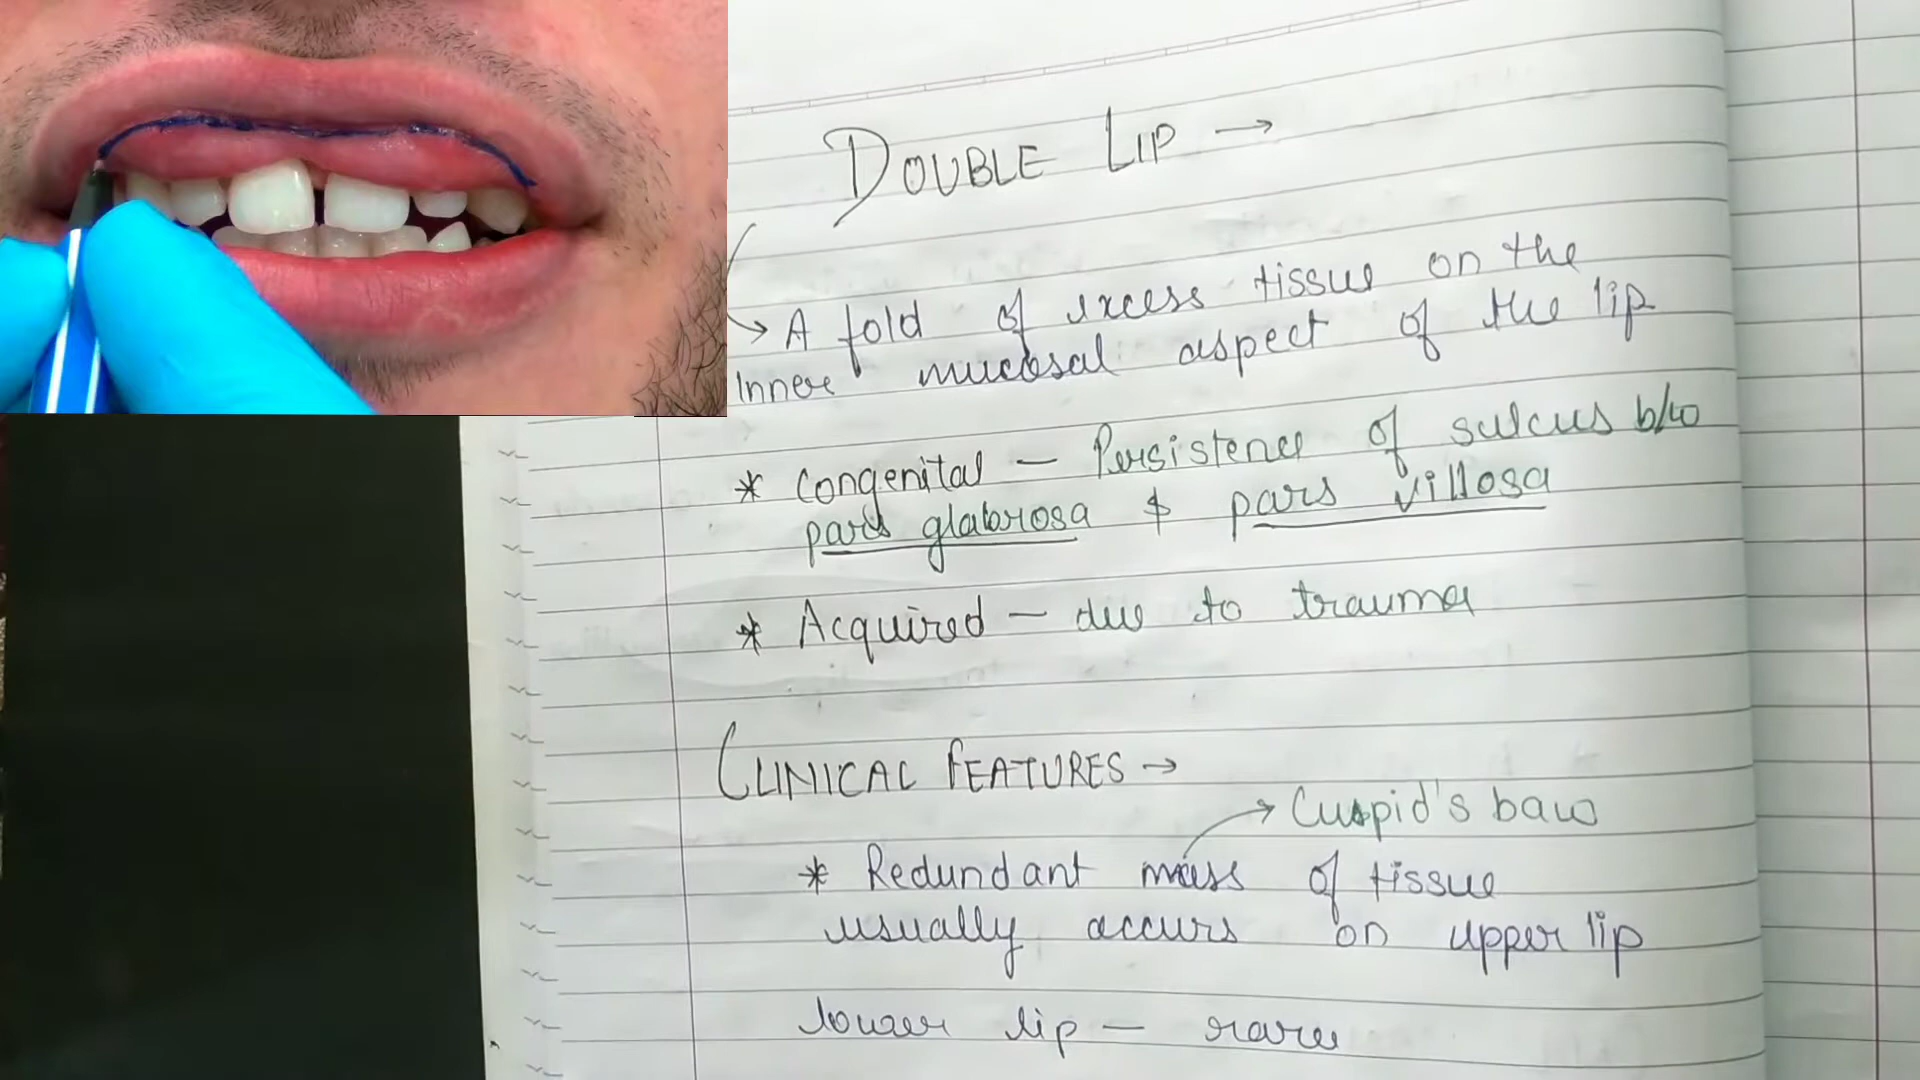 DOUBLE LIP →
→ A fold of excess tissue on the
inner mucosal aspect of the lip
* Congenital — Persistence of sulcus b/w
pars glabrosa & pars villosa
* Acquired — due to trauma
CLINICAL FEATURES →
→ Cuspid's baw
* Redundant mass of tissue
usually accurs on upper lip
lower lip — rare